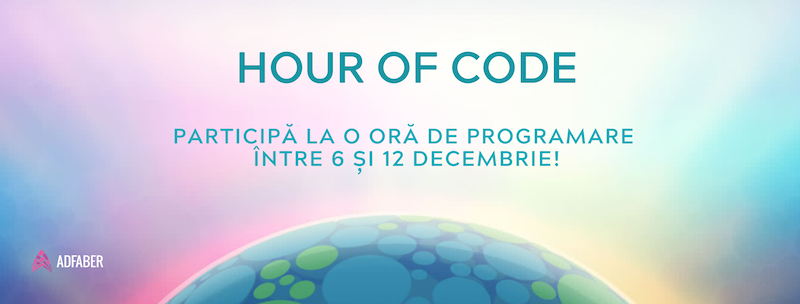 HOUR OF CODE
PARTICIPĂ LA O ORĂ DE PROGRAMARE
ÎNTRE 6 ȘI 12 DECEMBRIE!
ADFABER